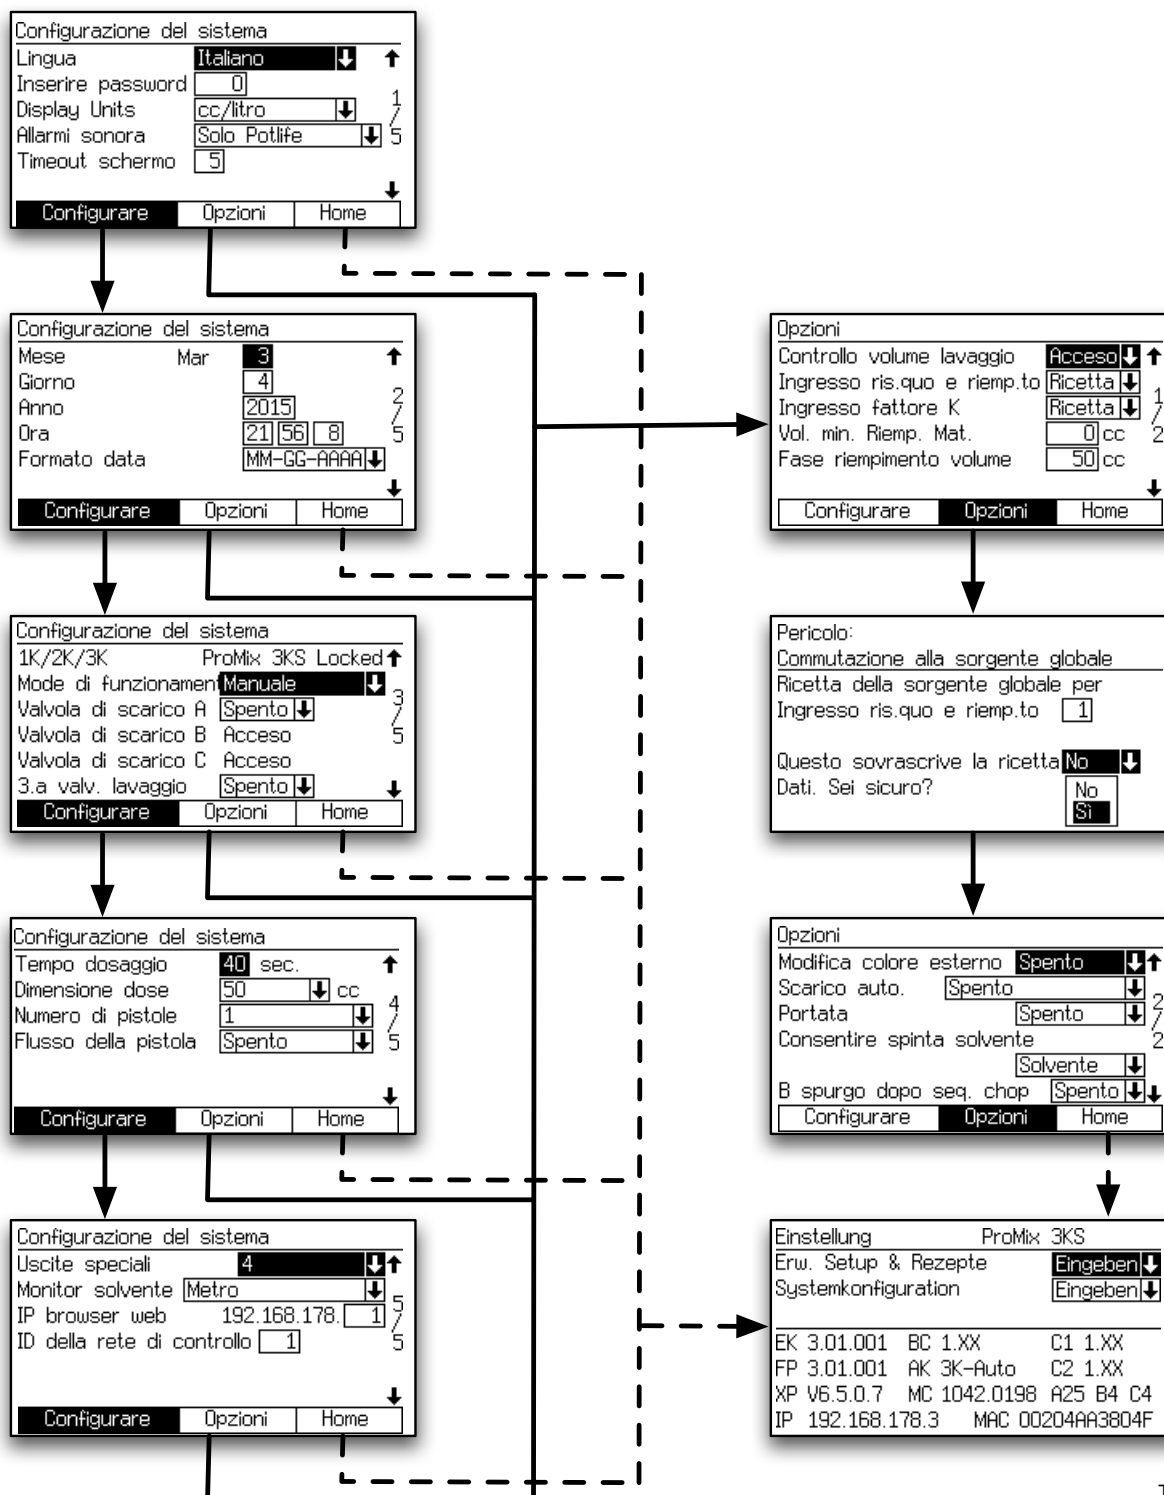 Configurazione del sistema
Lingua Italiano
Inserire password 0
Display Units cc/litro
Allarmi sonora Solo Potlife
Timeout schermo 5
1/5
Configurare Opzioni Home
Configurazione del sistema
Mese Mar 3
Giorno 4
Anno 2015
Ora 21 56 8
Formato data MM-GG-AAAA
2/5
Configurare Opzioni Home
Configurazione del sistema
1K/2K/3K ProMix 3KS Locked
Mode di funzionament Manuale
Valvola di scarico A Spento
Valvola di scarico B Acceso
Valvola di scarico C Acceso
3.a valv. lavaggio Spento
3/5
Configurare Opzioni Home
Configurazione del sistema
Tempo dosaggio 40 sec.
Dimensione dose 50 cc
Numero di pistole 1
Flusso della pistola Spento
4/5
Configurare Opzioni Home
Configurazione del sistema
Uscite speciali 4
Monitor solvente Metro
IP browser web 192.168.178. 1
ID della rete di controllo 1
5/5
Configurare Opzioni Home
Opzioni
Controllo volume lavaggio Acceso
Ingresso ris.quo e riemp.to Ricetta
Ingresso fattore K Ricetta
Vol. min. Riemp. Mat. 0 cc
Fase riempimento volume 50 cc
1/2
Configurare Opzioni Home
Pericolo:
Commutazione alla sorgente globale
Ricetta della sorgente globale per
Ingresso ris.quo e riemp.to 1
Questo sovrascrive la ricetta No
Dati. Sei sicuro? No
Sì
Opzioni
Modifica colore esterno Spento
Scarico auto. Spento
Portata Spento
Consentire spinta solvente
Solvente
B spurgo dopo seq. chop Spento
2/2
Configurare Opzioni Home
Einstellung ProMix 3KS
Erw. Setup & Rezepte Eingeben
Systemkonfiguration Eingeben
EK 3.01.001 BC 1.XX C1 1.XX
FP 3.01.001 AK 3K-Auto C2 1.XX
XP V6.5.0.7 MC 1042.0198 A25 B4 C4
IP 192.168.178.3 MAC 00204AA3804F